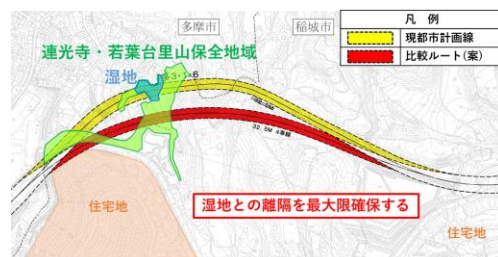 多摩市
稲城市
凡 例
現都市計画線
比較ルート(案)
連光寺・若葉台里山保全地域
湿地
湿地との離隔を最大限確保する
住宅地
住宅地